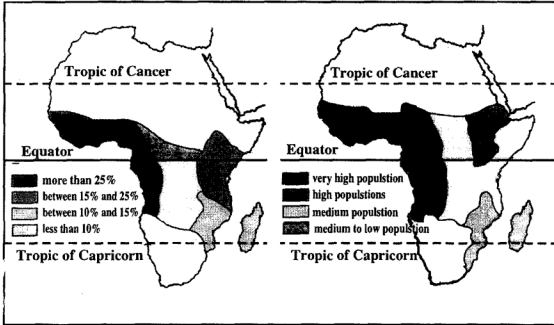 Tropic of Cancer
Equator
more than 25%
between 15% and 25%
between 10% and 15%
less than 10%
Tropic of Capricorn
Tropic of Cancer
Equator
very high populstion
high populstions
medium populstion
medium to low populstion
Tropic of Capricorn